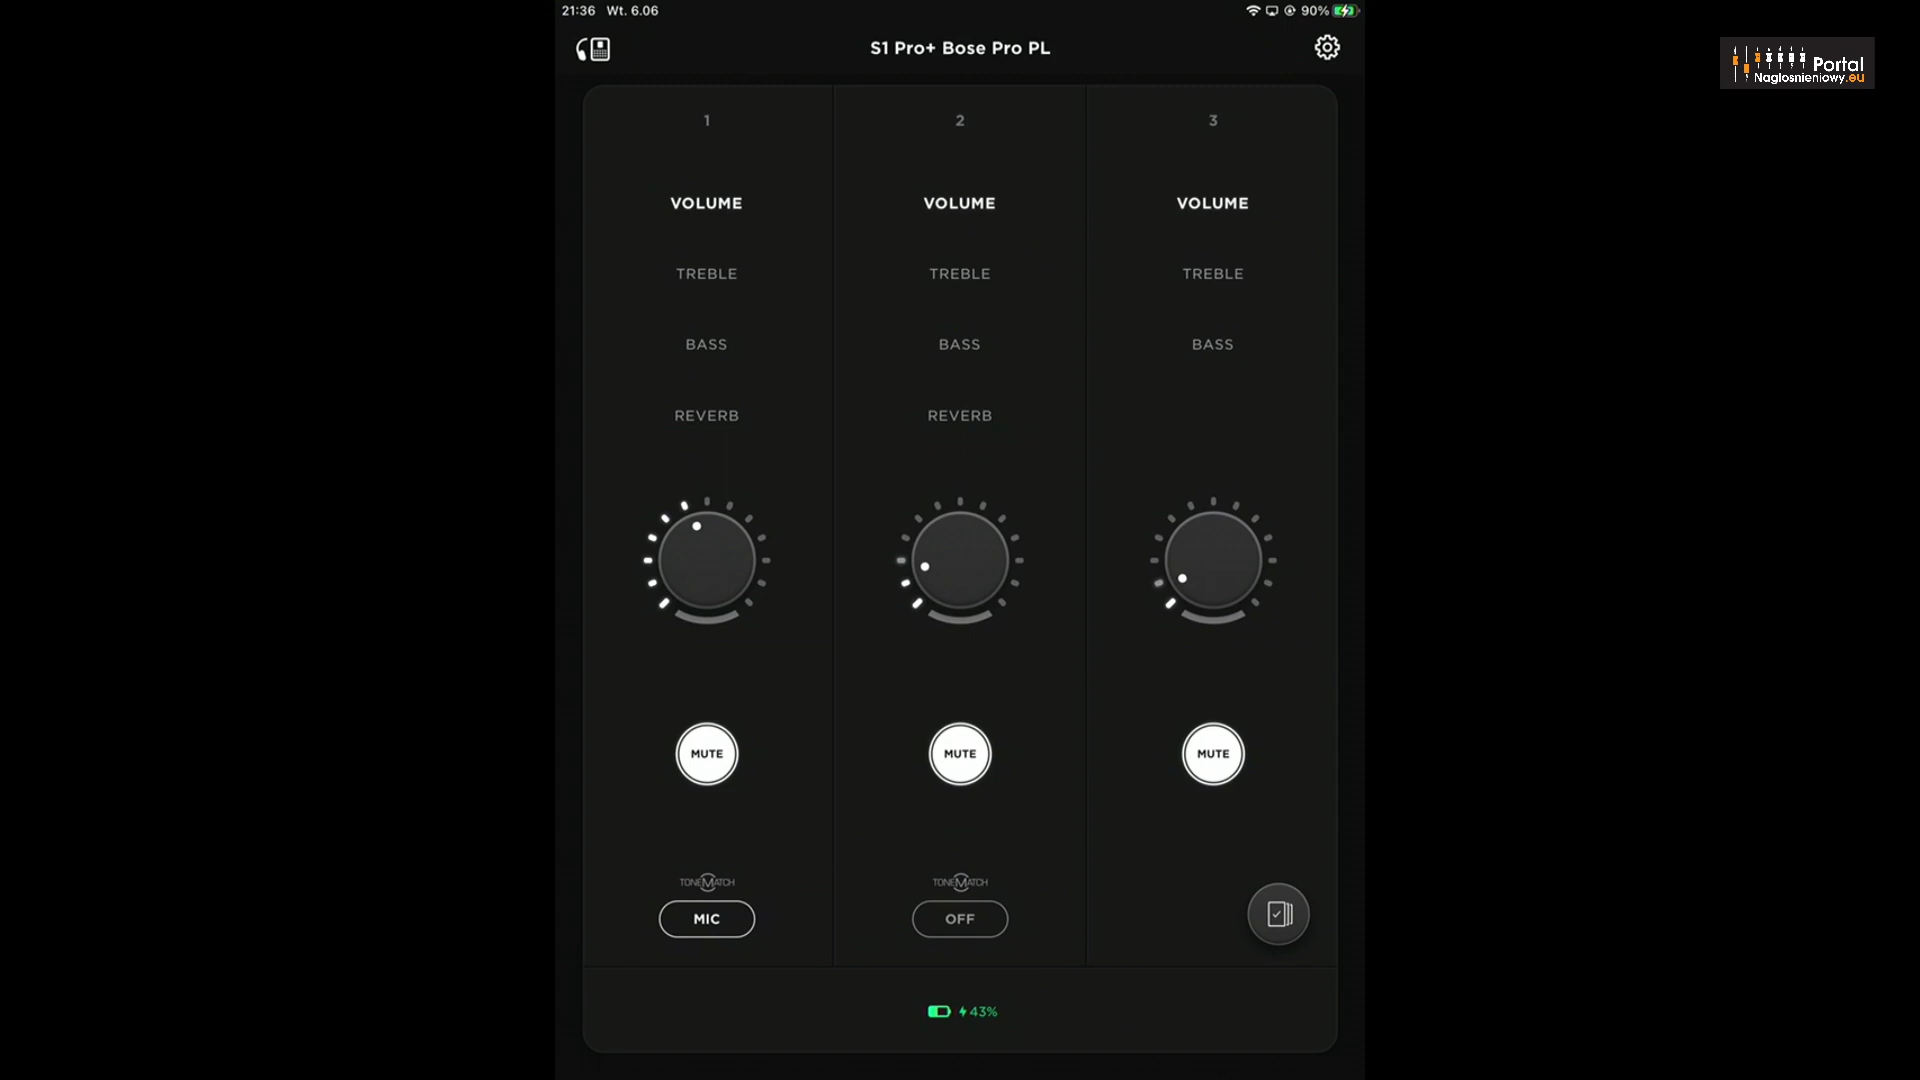 21:36 Wt. 6.06
90%
S1 Pro+ Bose Pro PL
Portal
Nagłosnieniowy.eu
1 2 3
VOLUME VOLUME VOLUME
TREBLE TREBLE TREBLE
BASS BASS BASS
REVERB REVERB
MUTE MUTE MUTE
TONEMATCH TONEMATCH
MIC OFF
43%